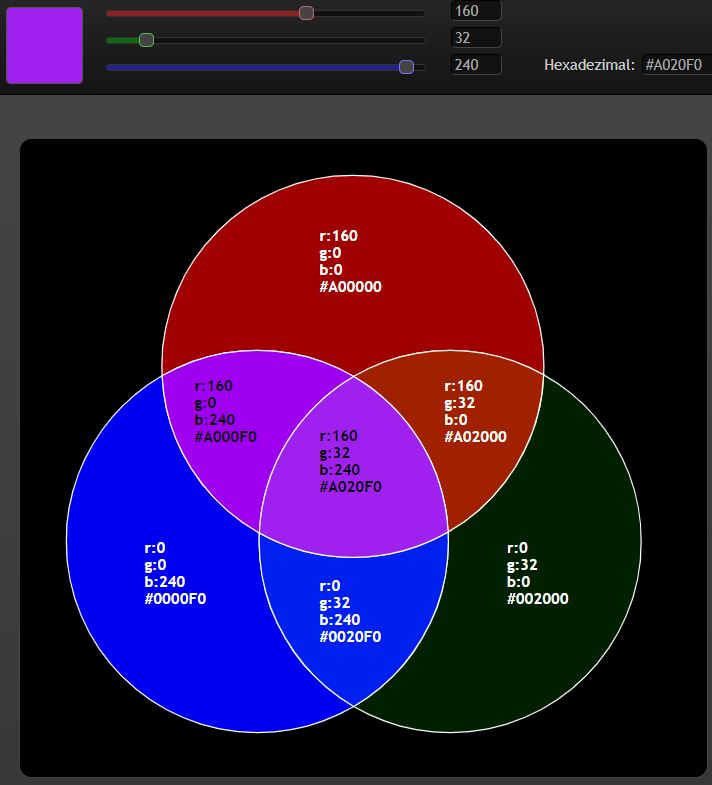 160
32
240
Hexadezimal: #A020F0
r:160
g:0
b:0
#A00000
r:160
g:0
b:240
#A000F0
r:160
g:32
b:0
#A02000
r:160
g:32
b:240
#A020F0
r:0
g:0
b:240
#0000F0
r:0
g:32
b:0
#002000
r:0
g:32
b:240
#0020F0